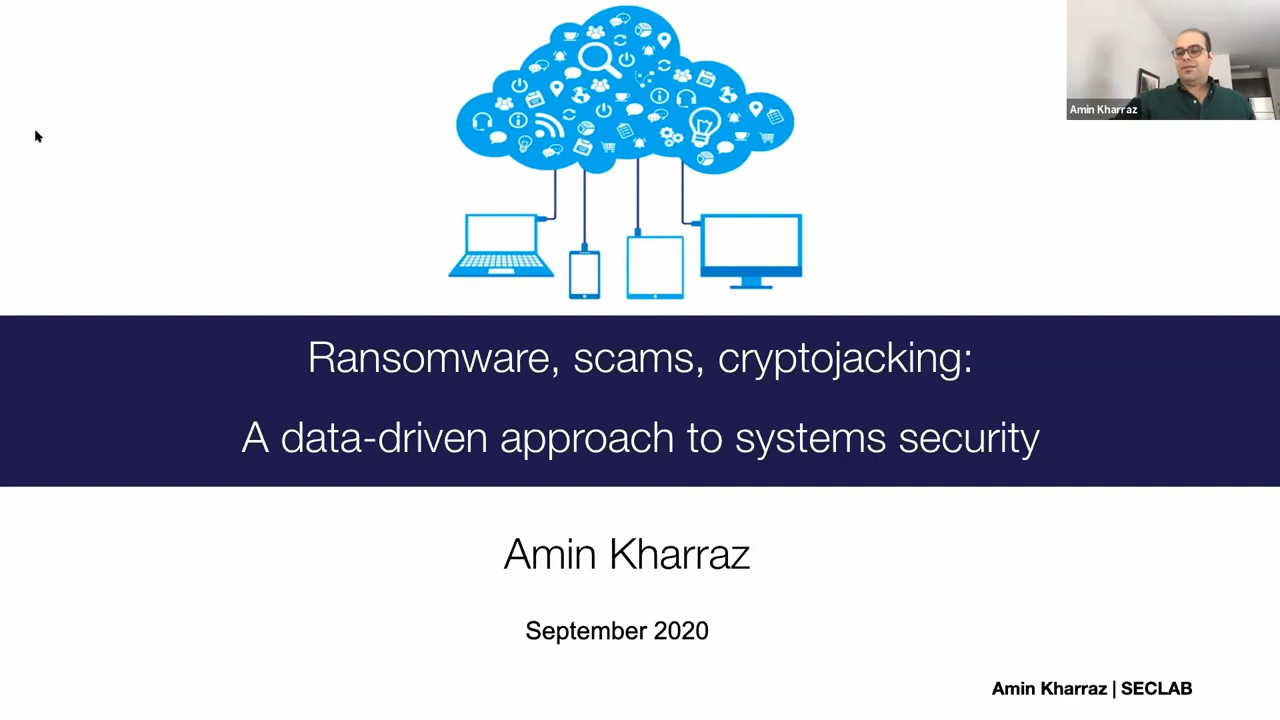 Amin Kharraz
Ransomware, scams, cryptojacking:
A data-driven approach to systems security
Amin Kharraz
September 2020
Amin Kharraz | SECLAB